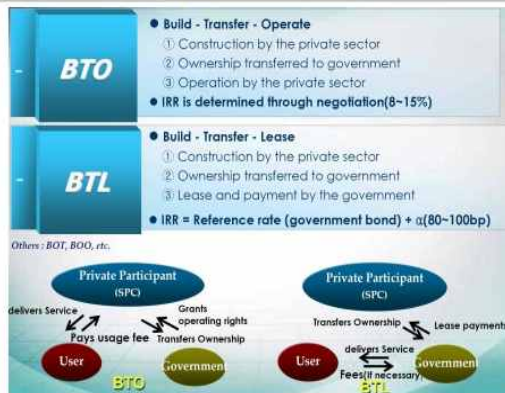 BTO
● Build - Transfer - Operate
① Construction by the private sector
② Ownership transferred to government
③ Operation by the private sector
● IRR is determined through negotiation(8~15%)
BTL
● Build - Transfer - Lease
① Construction by the private sector
② Ownership transferred to government
③ Lease and payment by the government
● IRR = Reference rate (government bond) + α(80~100bp)
Others : BOT, BOO, etc.
Private Participant
(SPC)
delivers Service
Pays usage fee
Grants
operating rights
Transfers Ownership
User
Government
BTO
Private Participant
(SPC)
Transfers Ownership
Lease payments
delivers Service
User
Government
Fees(if necessary)
BTL